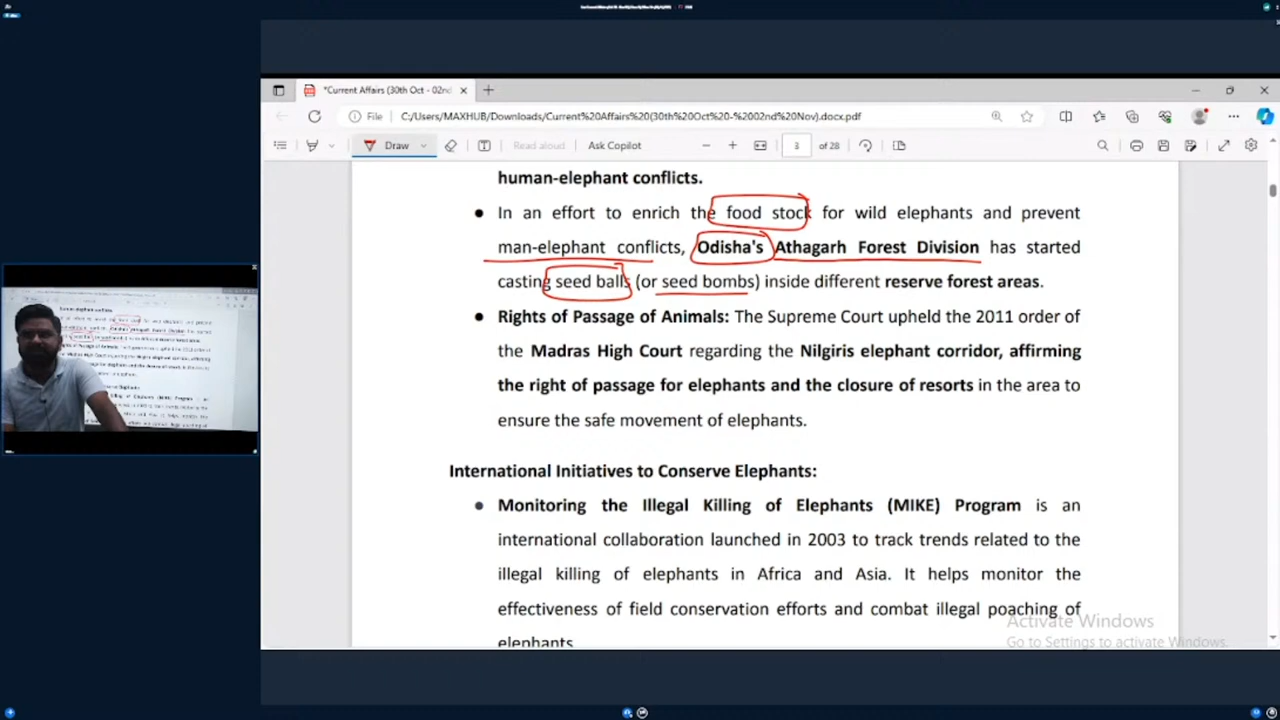 *Current Affairs (30th Oct - 02nd
File C:/Users/MAXHUB/Downloads/Current%20Affairs%20(30th%20Oct%20-%2002nd%20Nov).docx.pdf
Draw Read aloud Ask Copilot 3 of 28
human-elephant conflicts.
● In an effort to enrich the food stock for wild elephants and prevent
man-elephant conflicts, Odisha's Athagarh Forest Division has started
casting seed balls (or seed bombs) inside different reserve forest areas.
● Rights of Passage of Animals: The Supreme Court upheld the 2011 order of
the Madras High Court regarding the Nilgiris elephant corridor, affirming
the right of passage for elephants and the closure of resorts in the area to
ensure the safe movement of elephants.
International Initiatives to Conserve Elephants:
● Monitoring the Illegal Killing of Elephants (MIKE) Program is an
international collaboration launched in 2003 to track trends related to the
illegal killing of elephants in Africa and Asia. It helps monitor the
effectiveness of field conservation efforts and combat illegal poaching of
elephants
Activate Windows
Go to Settings to activate Windows.